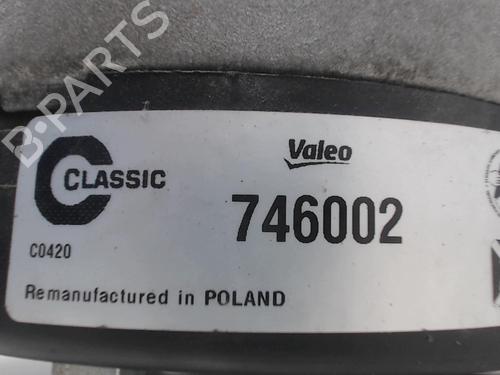 B-PARTS
C CLASSIC
Valeo
746002
C0420
Remanufactured in POLAND